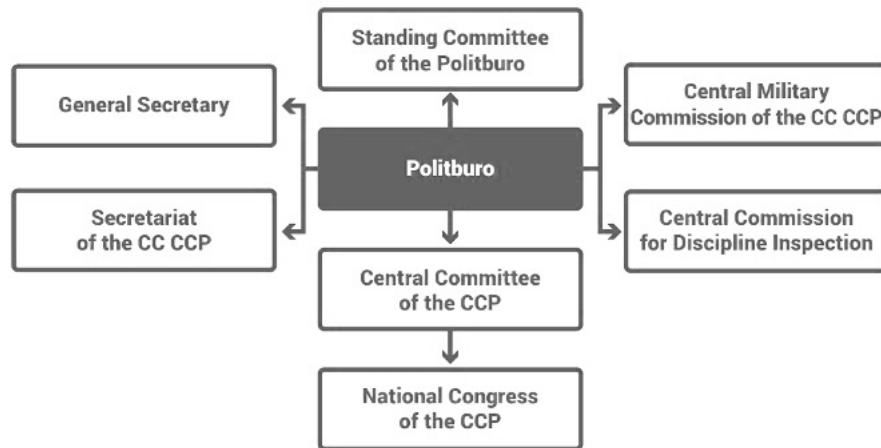 Standing Committee
of the Politburo
General Secretary
Central Military
Commission of the CC CCP
Politburo
Secretariat
of the CC CCP
Central Commission
for Discipline Inspection
Central Committee
of the CCP
National Congress
of the CCP